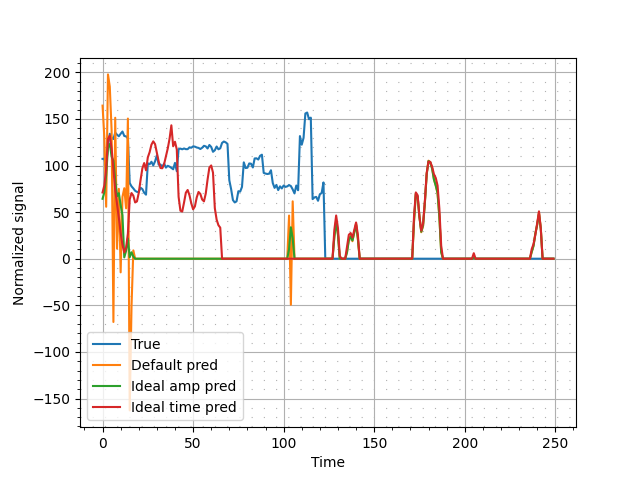 200
150
100
50
0
−50
−100
−150
Normalized signal
True
Default pred
Ideal amp pred
Ideal time pred
0 50 100 150 200 250
Time